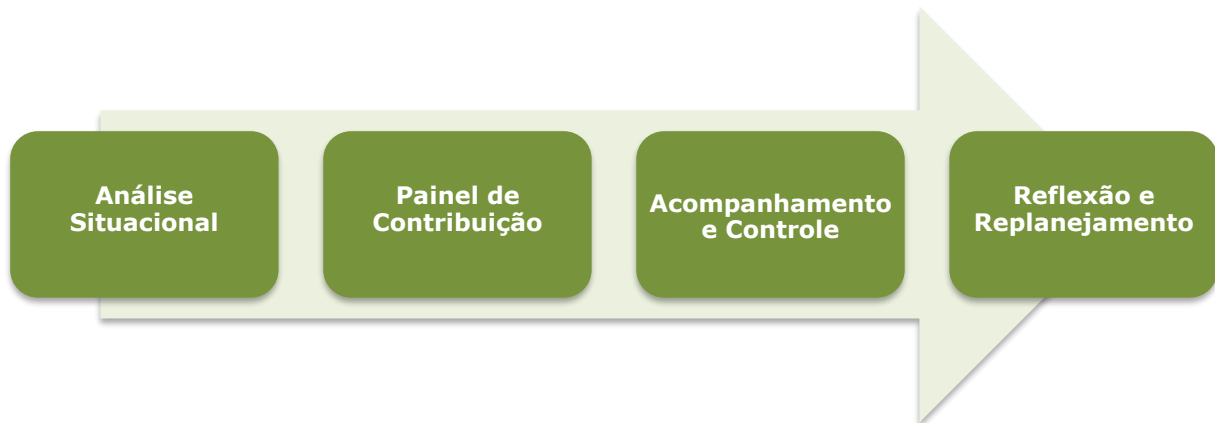 Análise
Situacional
Painel de
Contribuição
Acompanhamento
e Controle
Reflexão e
Replanejamento